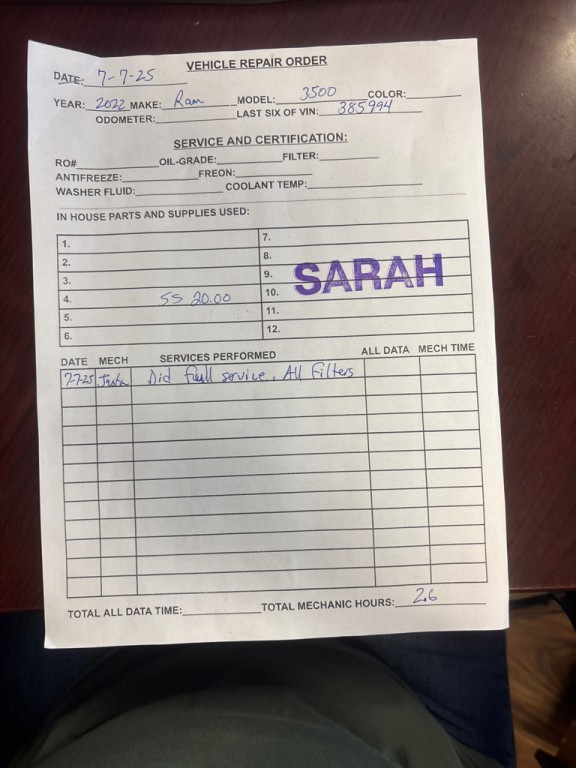 VEHICLE REPAIR ORDER
DATE: 7-7-25
YEAR: 2022 MAKE: Ram MODEL: 3500 COLOR:
ODOMETER: LAST SIX OF VIN: 385994
SERVICE AND CERTIFICATION:
RO# OIL-GRADE: FILTER:
ANTIFREEZE: FREON:
WASHER FLUID: COOLANT TEMP:
IN HOUSE PARTS AND SUPPLIES USED:
1. 7.
2. 8.
3. 9.
SARAH
4. SS 20.00 10.
5. 11.
6. 12.
DATE MECH SERVICES PERFORMED ALL DATA MECH TIME
7-7-25 Did full service, All Filters
TOTAL ALL DATA TIME: TOTAL MECHANIC HOURS: 2.6